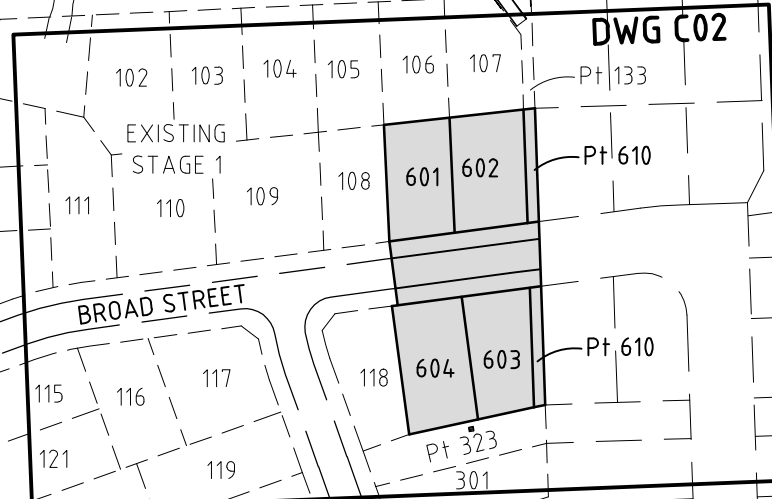 DWG C02
102
103
104
105
106
107
Pt 133
EXISTING
STAGE 1
Pt 610
601
602
111
110
109
108
BROAD STREET
Pt 610
604
603
115
116
117
118
121
119
Pt 323
301